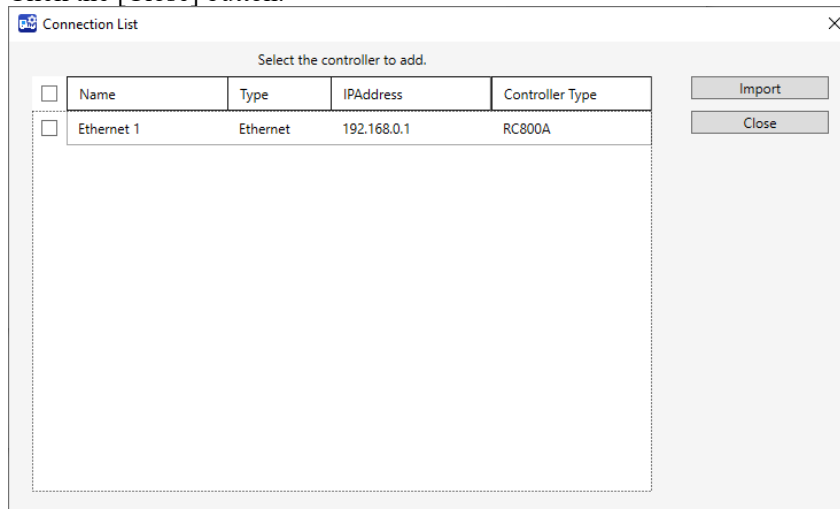 Connection List
Select the controller to add.
Name Type IPAddress Controller Type
Ethernet 1 Ethernet 192.168.0.1 RC800A
Import
Close